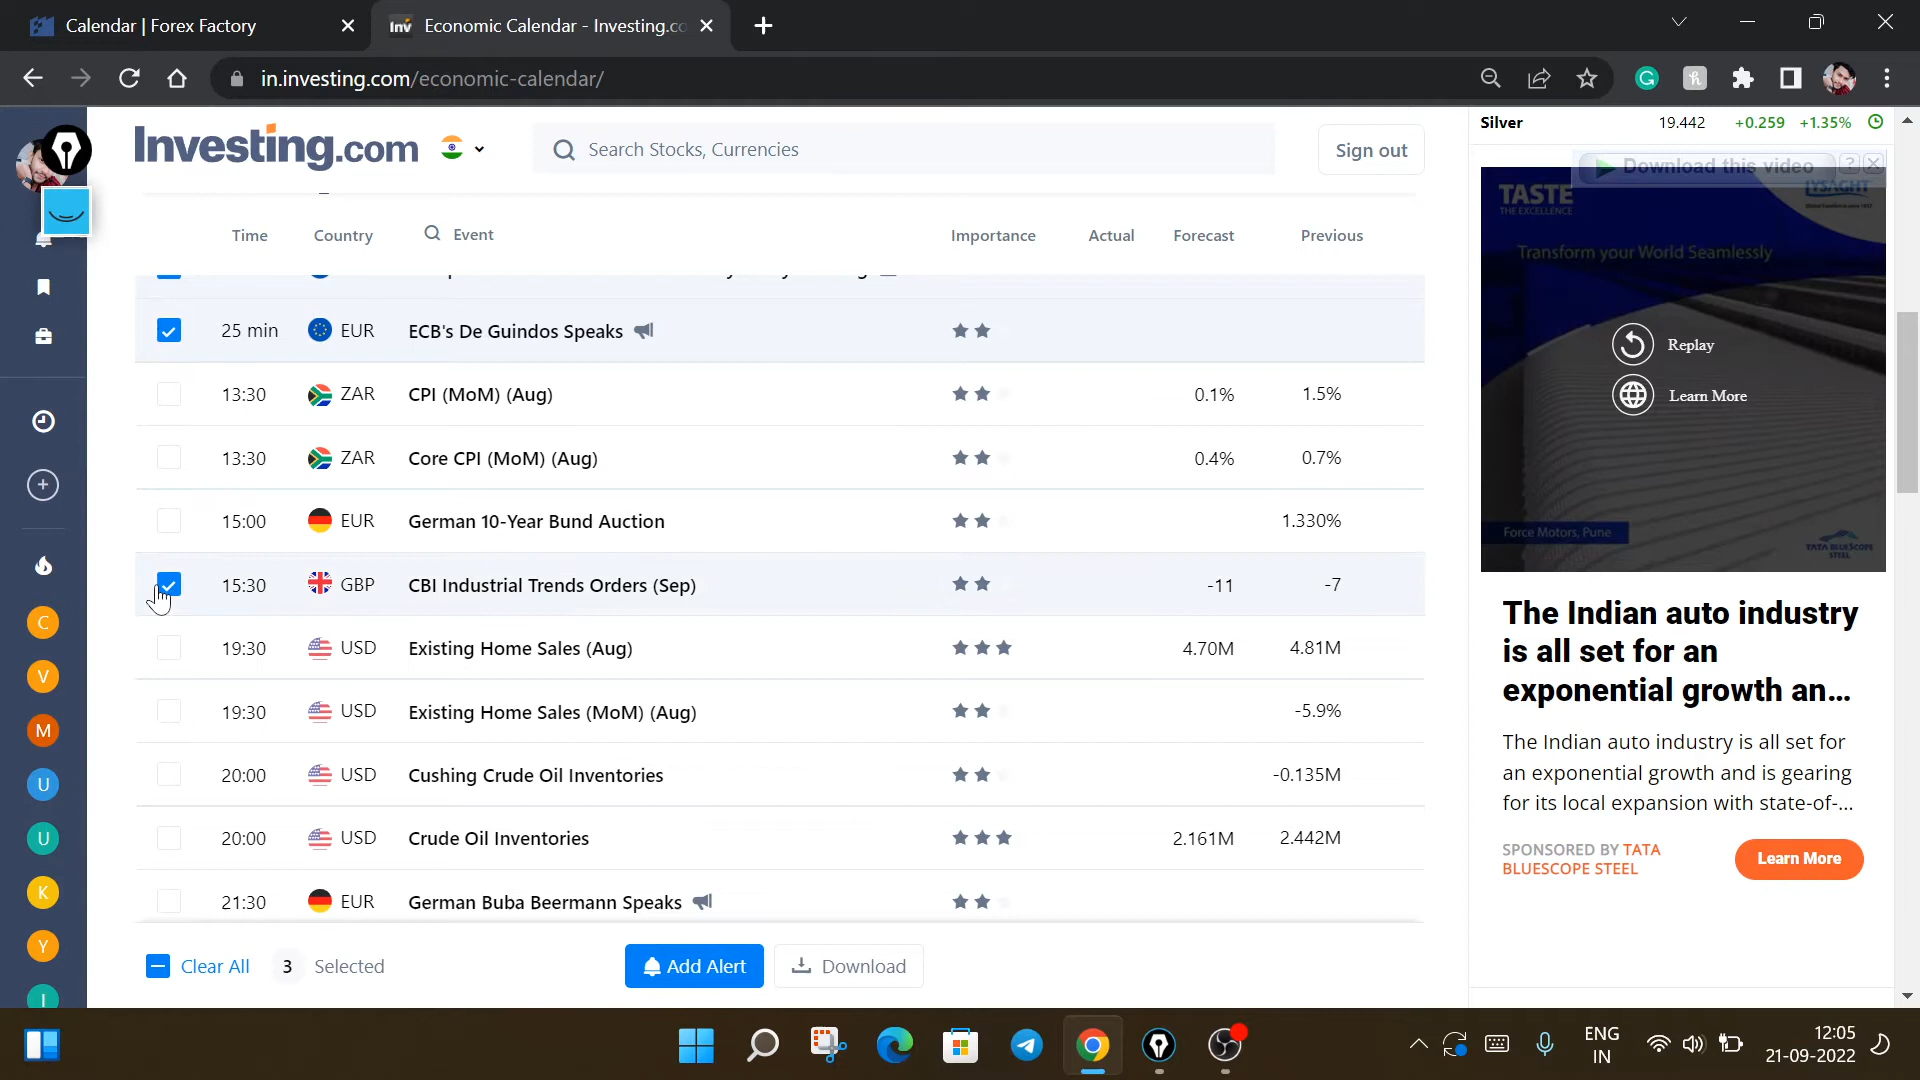 Calendar | Forex Factory
Inv Economic Calendar - Investing.co
in.investing.com/economic-calendar/
Investing.com
Search Stocks, Currencies
Sign out
Silver 19.442 +0.259 +1.35%
Time Country Event Importance Actual Forecast Previous
25 min EUR ECB's De Guindos Speaks
13:30 ZAR CPI (MoM) (Aug) 0.1% 1.5%
13:30 ZAR Core CPI (MoM) (Aug) 0.4% 0.7%
15:00 EUR German 10-Year Bund Auction 1.330%
15:30 GBP CBI Industrial Trends Orders (Sep) -11 -7
19:30 USD Existing Home Sales (Aug) 4.70M 4.81M
19:30 USD Existing Home Sales (MoM) (Aug) -5.9%
20:00 USD Cushing Crude Oil Inventories -0.135M
20:00 USD Crude Oil Inventories 2.161M 2.442M
21:30 EUR German Buba Beermann Speaks
Clear All 3 Selected
Add Alert
Download
C
V
M
U
U
K
Y
I
Download this video ?
TASTE
THE EXCELLENCE
LYSAGHT
Transform your World Seamlessly
Replay
Learn More
Force Motors, Pune
TATA BLUESCOPE
STEEL
The Indian auto industry
is all set for an
exponential growth an...
The Indian auto industry is all set for
an exponential growth and is gearing
for its local expansion with state-of-...
SPONSORED BY TATA
BLUESCOPE STEEL
Learn More
ENG
IN
12:05
21-09-2022